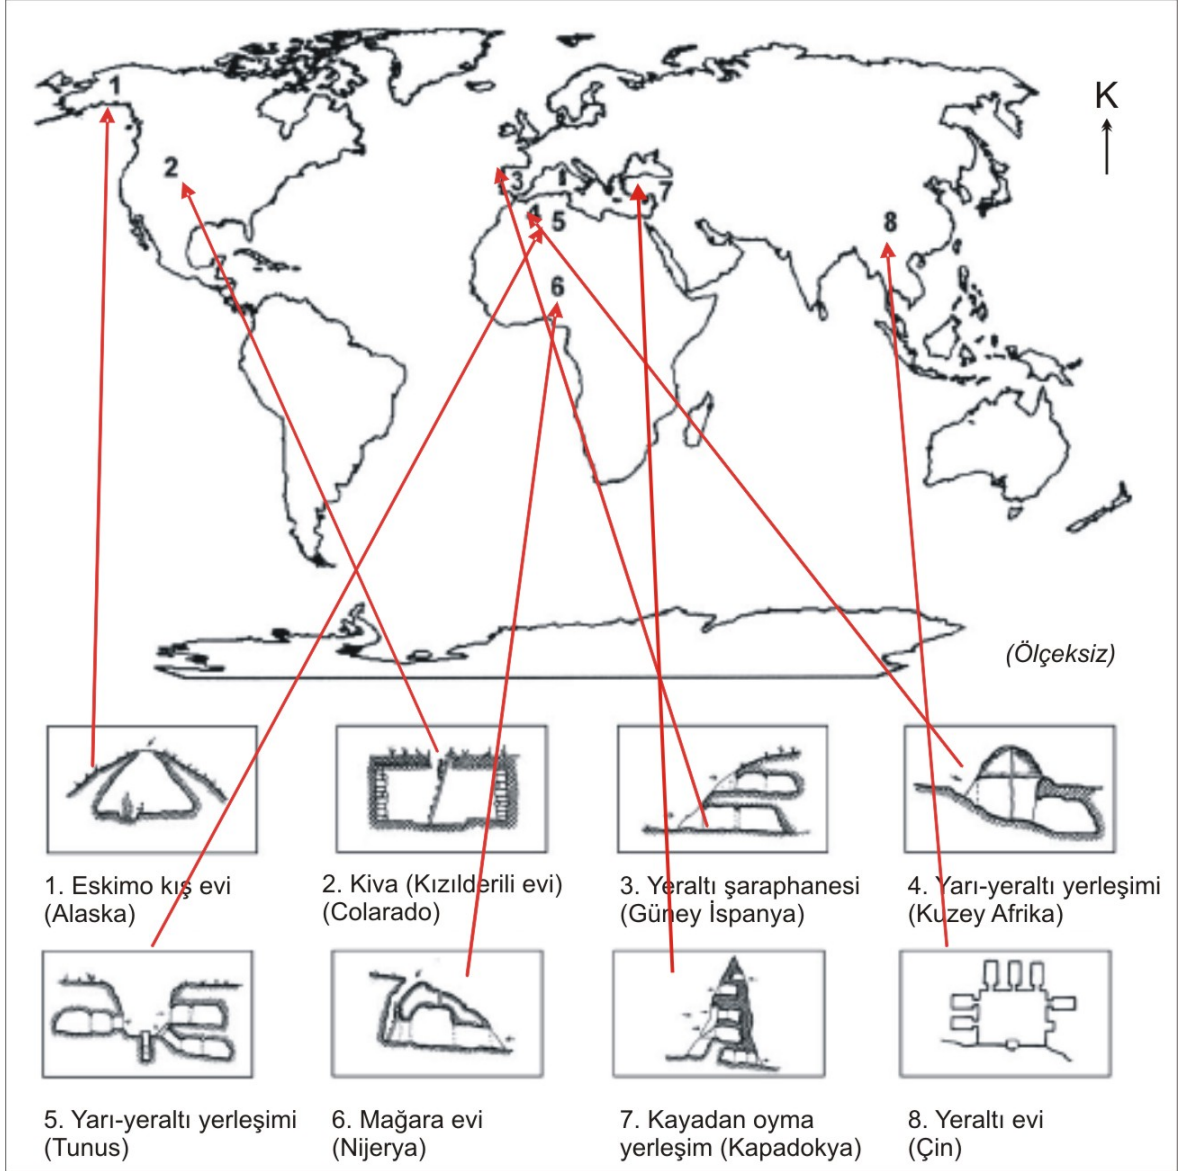 1
K
2
3
7
4
5
8
6
(Ölçeksiz)
1. Eskimo kış evi
(Alaska)
2. Kiva (Kızılderili evi)
(Colarado)
3. Yeraltı şaraphanesi
(Güney İspanya)
4. Yarı-yeraltı yerleşimi
(Kuzey Afrika)
5. Yarı-yeraltı yerleşimi
(Tunus)
6. Mağara evi
(Nijerya)
7. Kayadan oyma
yerleşim (Kapadokya)
8. Yeraltı evi
(Çin)